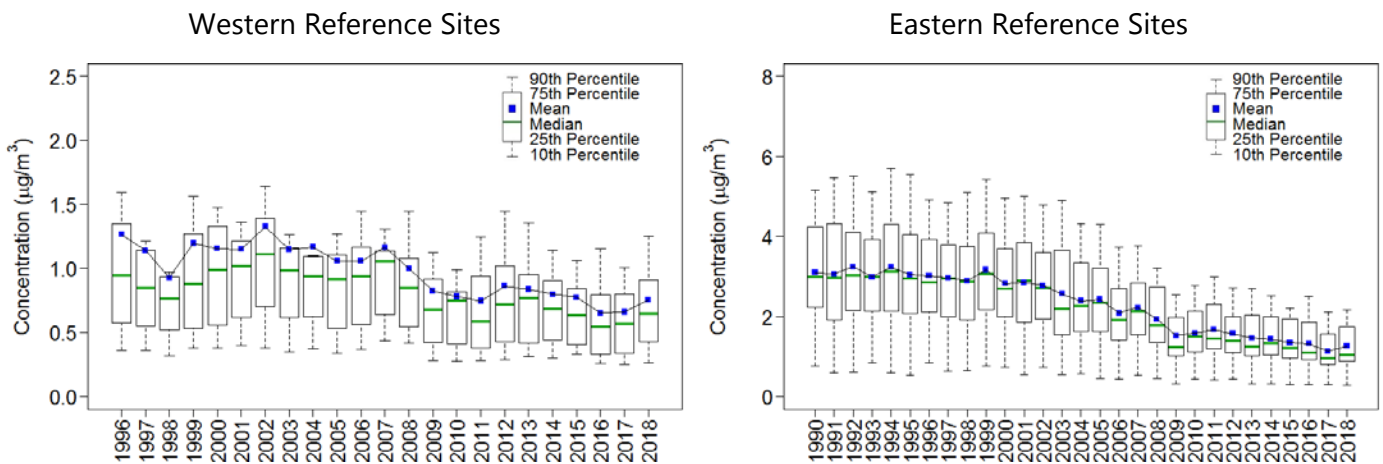 Western Reference Sites
2.5
2.0
1.5
1.0
0.5
0.0
Concentration (µg/m³)
90th Percentile
75th Percentile
Mean
Median
25th Percentile
10th Percentile
1996 1997 1998 1999 2000 2001 2002 2003 2004 2005 2006 2007 2008 2009 2010 2011 2012 2013 2014 2015 2016 2017 2018
Eastern Reference Sites
8
6
4
2
0
Concentration (µg/m³)
90th Percentile
75th Percentile
Mean
Median
25th Percentile
10th Percentile
1990 1991 1992 1993 1994 1995 1996 1997 1998 1999 2000 2001 2002 2003 2004 2005 2006 2007 2008 2009 2010 2011 2012 2013 2014 2015 2016 2017 2018